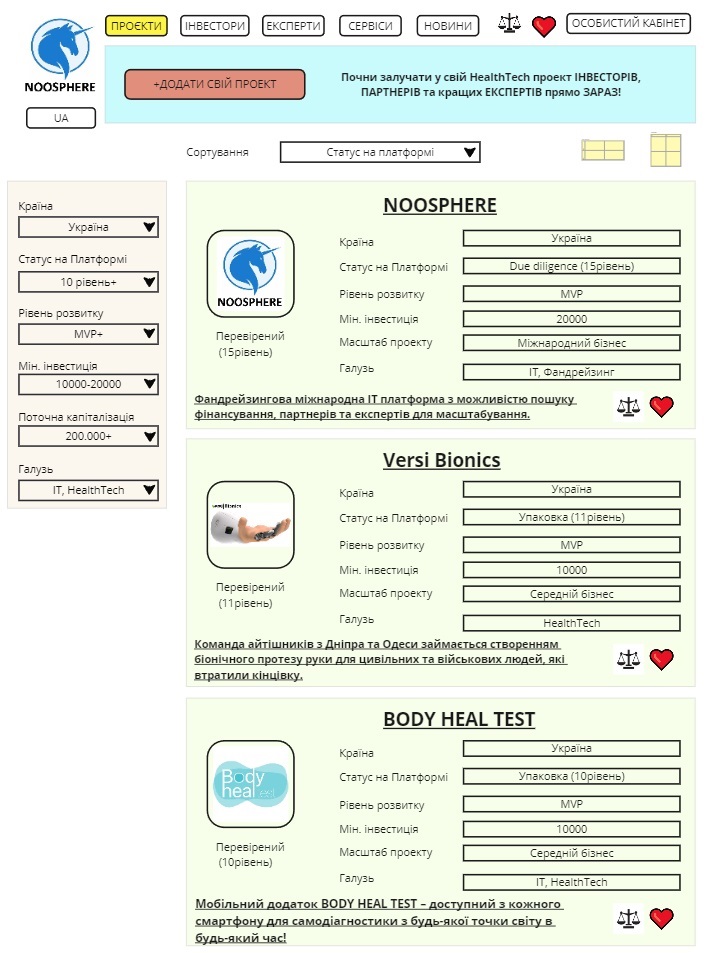 ПРОЄКТИ
ІНВЕСТОРИ
ЕКСПЕРТИ
СЕРВІСИ
НОВИНИ
ОСОБИСТИЙ КАБІНЕТ
NOOSPHERE
UA
+ДОДАТИ СВІЙ ПРОЕКТ
Почни залучати у свій HealthTech проект ІНВЕСТОРІВ,
ПАРТНЕРІВ та кращих ЕКСПЕРТІВ прямо ЗАРАЗ!
Сортування
Статус на платформі
Країна
Україна
Статус на Платформі
10 рівень+
Рівень розвитку
MVP+
Мін. інвестиція
10000-20000
Поточна капіталізація
200.000+
Галузь
IT, HealthTech
NOOSPHERE
NOOSPHERE
Перевірений
(15рівень)
Країна
Україна
Статус на Платформі
Due diligence (15рівень)
Рівень розвитку
MVP
Мін. інвестиція
20000
Масштаб проекту
Міжнародний бізнес
Галузь
IT, Фандрейзинг
Фандрейзингова міжнародна ІТ платформа з можливістю пошуку
фінансування, партнерів та експертів для масштабування.
Versi Bionics
versi|Bionics
Перевірений
(11рівень)
Країна
Україна
Статус на Платформі
Упаковка (11рівень)
Рівень розвитку
MVP
Мін. інвестиція
10000
Масштаб проекту
Середній бізнес
Галузь
HealthTech
Команда айтішників з Дніпра та Одеси займається створенням
біонічного протезу руки для цивільних та військових людей, які
втратили кінцівку.
BODY HEAL TEST
Body
heal test
Перевірений
(10рівень)
Країна
Україна
Статус на Платформі
Упаковка (10рівень)
Рівень розвитку
MVP
Мін. інвестиція
10000
Масштаб проекту
Середній бізнес
Галузь
IT, HealthTech
Мобільний додаток BODY HEAL TEST – доступний з кожного
смартфону для самодіагностики з будь-якої точки світу в
будь-який час!